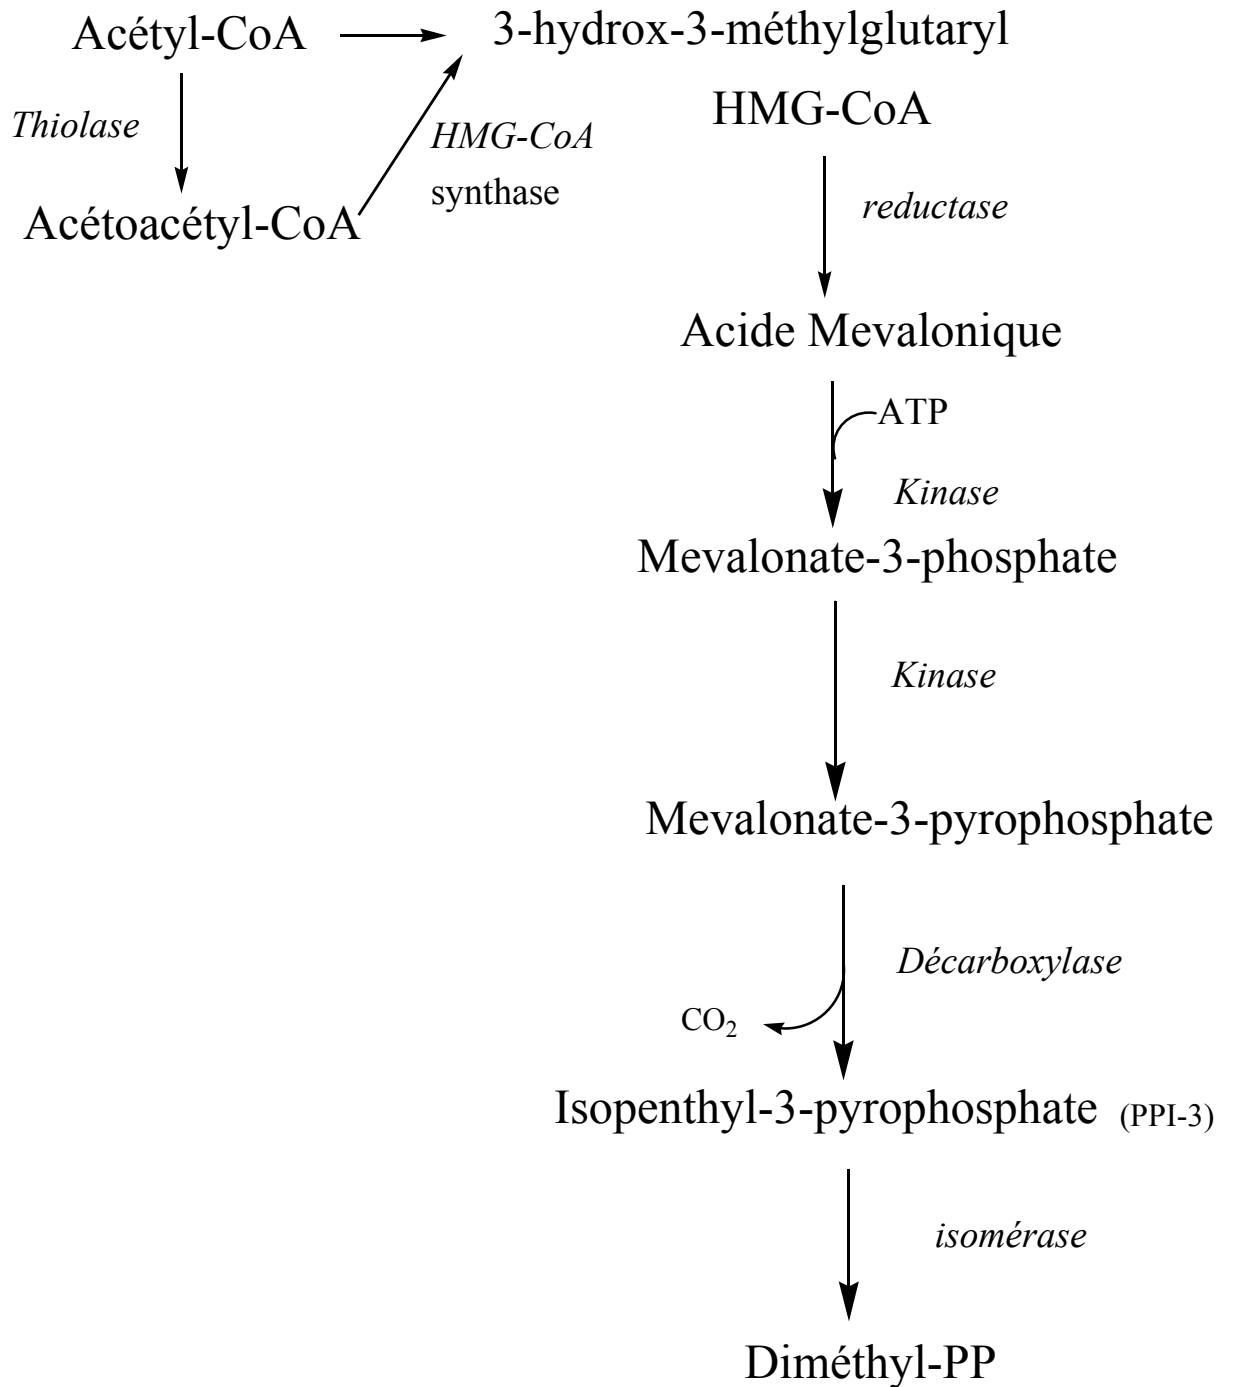 Acétyl-CoA
3-hydrox-3-méthylglutaryl
HMG-CoA
Thiolase
HMG-CoA
synthase
Acétoacétyl-CoA
reductase
Acide Mevalonique
ATP
Kinase
Mevalonate-3-phosphate
Kinase
Mevalonate-3-pyrophosphate
Décarboxylase
CO₂
Isopenthyl-3-pyrophosphate (PPI-3)
isomérase
Diméthyl-PP